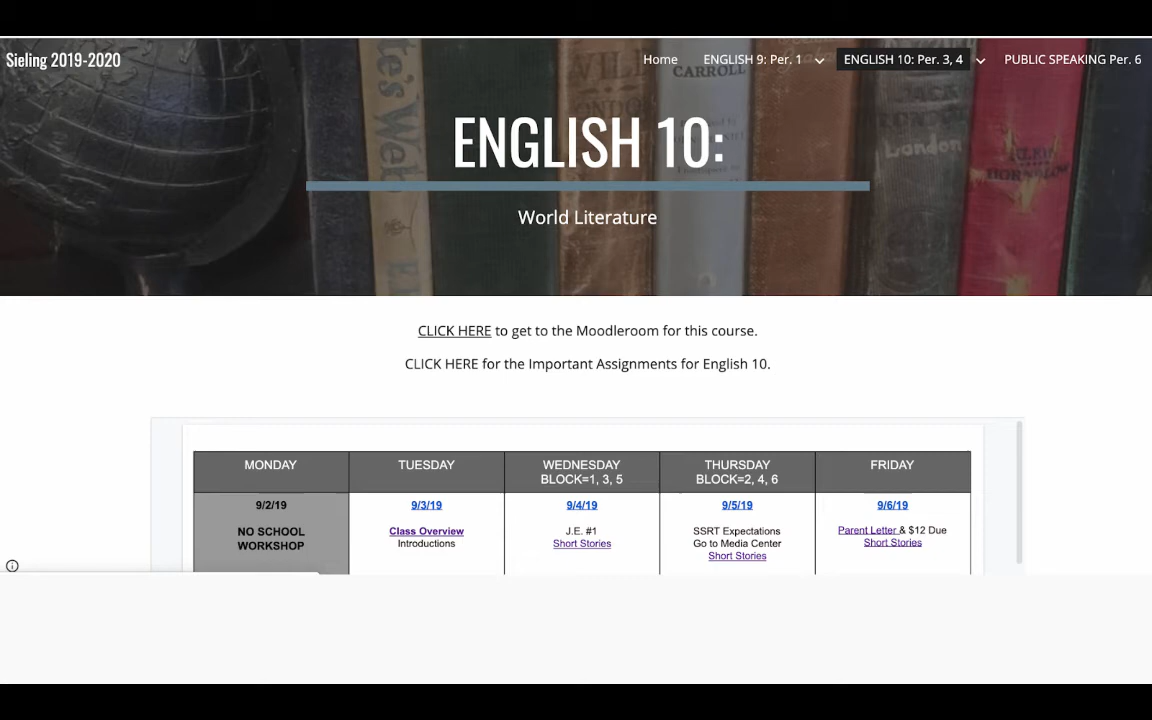 Sieling 2019-2020
Home ENGLISH 9: Per. 1 ENGLISH 10: Per. 3, 4 PUBLIC SPEAKING Per. 6
CARROLL
London
HORNBLOW
ENGLISH 10:
World Literature
CLICK HERE to get to the Moodleroom for this course.
CLICK HERE for the Important Assignments for English 10.
MONDAY
TUESDAY
WEDNESDAY
BLOCK=1, 3, 5
THURSDAY
BLOCK=2, 4, 6
FRIDAY
9/2/19
NO SCHOOL
WORKSHOP
9/3/19
Class Overview
Introductions
9/4/19
J.E. #1
Short Stories
9/5/19
SSRT Expectations
Go to Media Center
Short Stories
9/6/19
Parent Letter & $12 Due
Short Stories